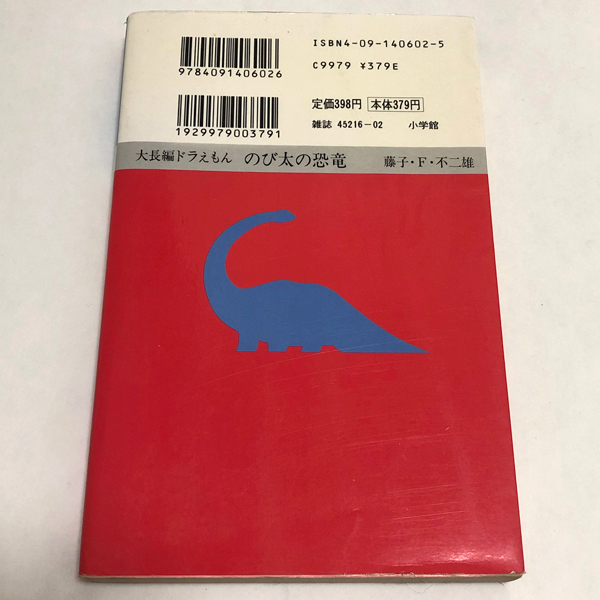 ISBN4-09-140602-5
9784091406026
C9979 ¥379E
定価398円 本体379円
1929979003791
雑誌 45216-02 小学館
大長編ドラえもん のび太の恐竜 藤子・F・不二雄